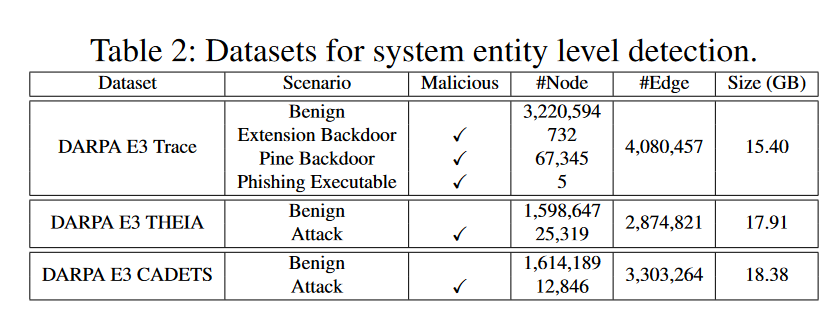 Table 2: Datasets for system entity level detection.
Dataset Scenario Malicious #Node #Edge Size (GB)
DARPA E3 Trace Benign 3,220,594 4,080,457 15.40
Extension Backdoor ✓ 732
Pine Backdoor ✓ 67,345
Phishing Executable ✓ 5
DARPA E3 THEIA Benign 1,598,647 2,874,821 17.91
Attack ✓ 25,319
DARPA E3 CADETS Benign 1,614,189 3,303,264 18.38
Attack ✓ 12,846